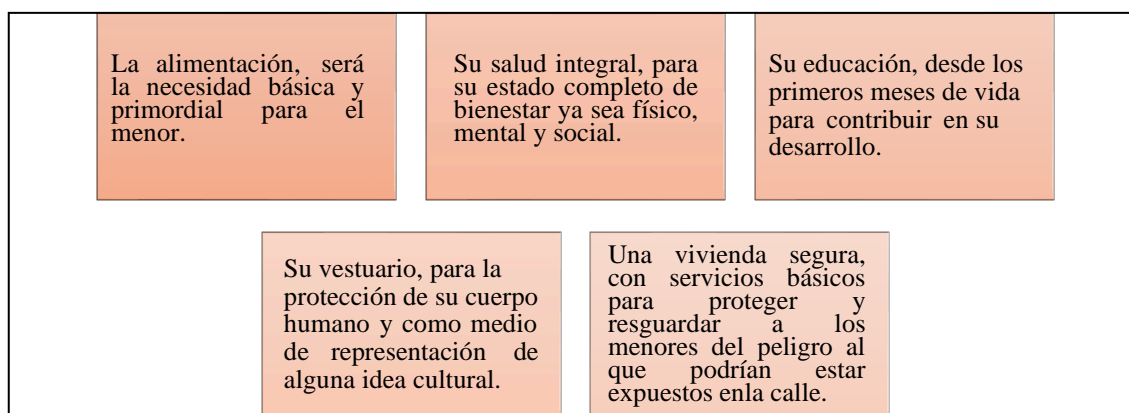 La alimentación, será
la necesidad básica y
primordial para el
menor.
Su salud integral, para
su estado completo de
bienestar ya sea físico,
mental y social.
Su educación, desde los
primeros meses de vida
para contribuir en su
desarrollo.
Su vestuario, para la
protección de su cuerpo
humano y como medio
de representación de
alguna idea cultural.
Una vivienda segura,
con servicios básicos
para proteger y
resguardar a los
menores del peligro al
que podrían estar
expuestos enla calle.